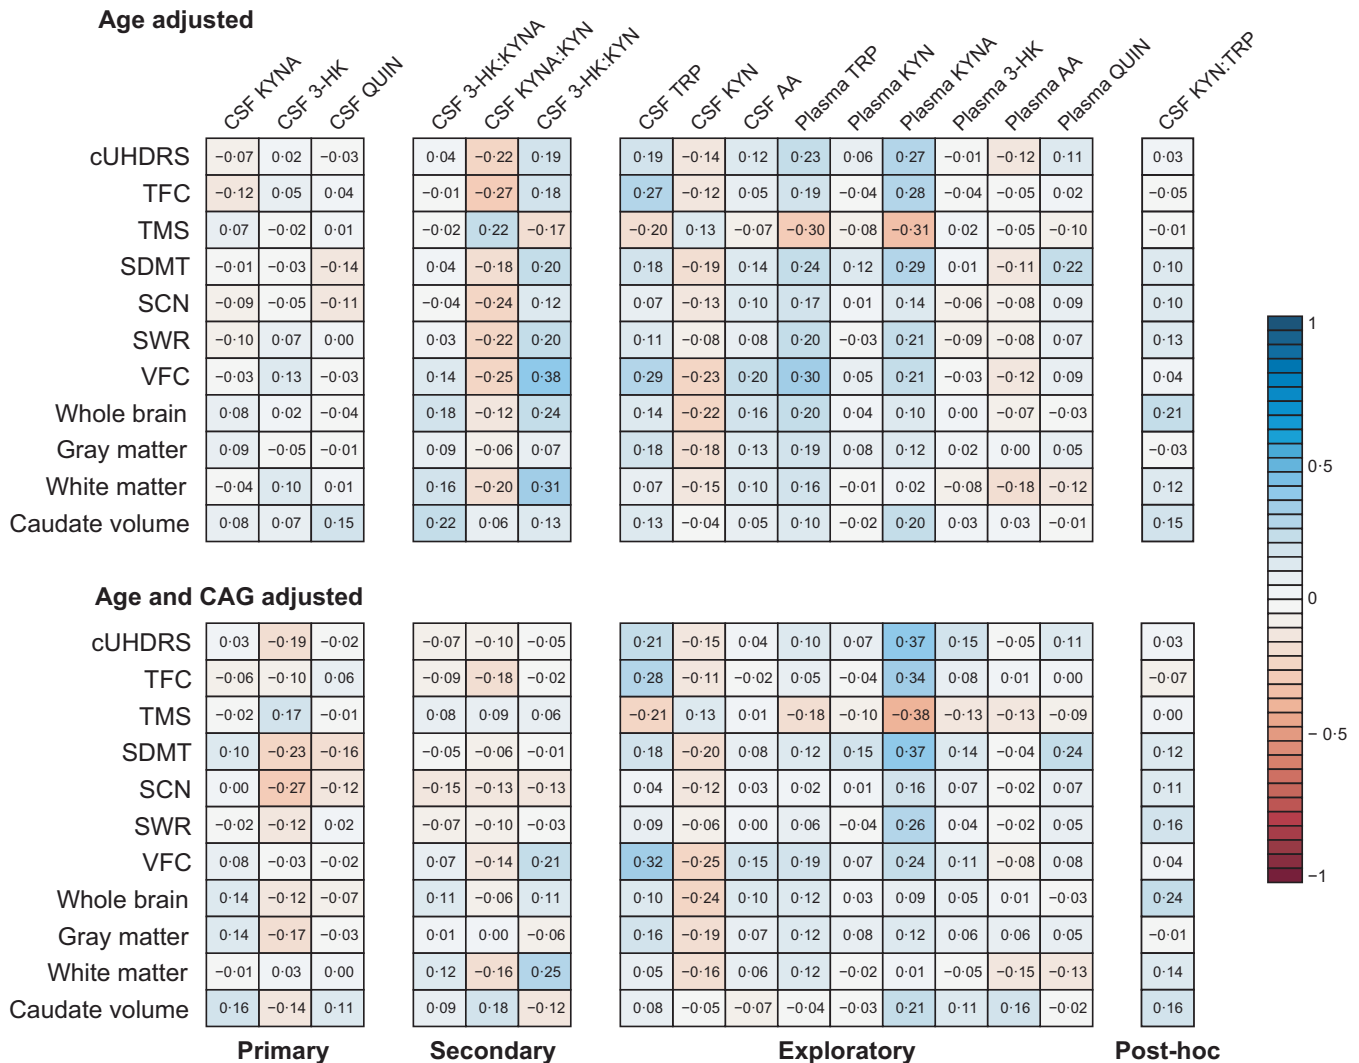 Age adjusted
CSF KYNA CSF 3-HK CSF QUIN CSF 3-HK:KYNA CSF KYNA:KYN CSF 3-HK:KYN CSF TRP CSF KYN CSF AA Plasma TRP Plasma KYN Plasma KYNA Plasma 3-HK Plasma AA Plasma QUIN CSF KYN:TRP
cUHDRS −0·07 0·02 −0·03 0·04 −0·22 0·19 0·19 −0·14 0·12 0·23 0·06 0·27 −0·01 −0·12 0·11 0·03
TFC −0·12 0·05 0·04 −0·01 −0·27 0·18 0·27 −0·12 0·05 0·19 −0·04 0·28 −0·04 −0·05 0·02 −0·05
TMS 0·07 −0·02 0·01 −0·02 0·22 −0·17 −0·20 0·13 −0·07 −0·30 −0·08 −0·31 0·02 −0·05 −0·10 −0·01
SDMT −0·01 −0·03 −0·14 0·04 −0·18 0·20 0·18 −0·19 0·14 0·24 0·12 0·29 0·01 −0·11 0·22 0·10
SCN −0·09 −0·05 −0·11 −0·04 −0·24 0·12 0·07 −0·13 0·10 0·17 0·01 0·14 −0·06 −0·08 0·09 0·10
SWR −0·10 0·07 0·00 0·03 −0·22 0·20 0·11 −0·08 0·08 0·20 −0·03 0·21 −0·09 −0·08 0·07 0·13
VFC −0·03 0·13 −0·03 0·14 −0·25 0·38 0·29 −0·23 0·20 0·30 0·05 0·21 −0·03 −0·12 0·09 0·04
Whole brain 0·08 0·02 −0·04 0·18 −0·12 0·24 0·14 −0·22 0·16 0·20 0·04 0·10 0·00 −0·07 −0·03 0·21
Gray matter 0·09 −0·05 −0·01 0·09 −0·06 0·07 0·18 −0·18 0·13 0·19 0·08 0·12 0·02 0·00 0·05 −0·03
White matter −0·04 0·10 0·01 0·16 −0·20 0·31 0·07 −0·15 0·10 0·16 −0·01 0·02 −0·08 −0·18 −0·12 0·12
Caudate volume 0·08 0·07 0·15 0·22 0·06 0·13 0·13 −0·04 0·05 0·10 −0·02 0·20 0·03 0·03 −0·01 0·15
1
0·5
0
− 0·5
−1
Age and CAG adjusted
cUHDRS 0·03 −0·19 −0·02 −0·07 −0·10 −0·05 0·21 −0·15 0·04 0·10 0·07 0·37 0·15 −0·05 0·11 0·03
TFC −0·06 −0·10 0·06 −0·09 −0·18 −0·02 0·28 −0·11 −0·02 0·05 −0·04 0·34 0·08 0·01 0·00 −0·07
TMS −0·02 0·17 −0·01 0·08 0·09 0·06 −0·21 0·13 0·01 −0·18 −0·10 −0·38 −0·13 −0·13 −0·09 0·00
SDMT 0·10 −0·23 −0·16 −0·05 −0·06 −0·01 0·18 −0·20 0·08 0·12 0·15 0·37 0·14 −0·04 0·24 0·12
SCN 0·00 −0·27 −0·12 −0·15 −0·13 −0·13 0·04 −0·12 0·03 0·02 0·01 0·16 0·07 −0·02 0·07 0·11
SWR −0·02 −0·12 0·02 −0·07 −0·10 −0·03 0·09 −0·06 0·00 0·06 −0·04 0·26 0·04 −0·02 0·05 0·16
VFC 0·08 −0·03 −0·02 0·07 −0·14 0·21 0·32 −0·25 0·15 0·19 0·07 0·24 0·11 −0·08 0·08 0·04
Whole brain 0·14 −0·12 −0·07 0·11 −0·06 0·11 0·10 −0·24 0·10 0·12 0·03 0·09 0·05 0·01 −0·03 0·24
Gray matter 0·14 −0·17 −0·03 0·01 0·00 −0·06 0·16 −0·19 0·07 0·12 0·08 0·12 0·06 0·06 0·05 −0·01
White matter −0·01 0·03 0·00 0·12 −0·16 0·25 0·05 −0·16 0·06 0·12 −0·02 0·01 −0·05 −0·15 −0·13 0·14
Caudate volume 0·16 −0·14 0·11 0·09 0·18 −0·12 0·08 −0·05 −0·07 −0·04 −0·03 0·21 0·11 0·16 −0·02 0·16
Primary Secondary Exploratory Post-hoc